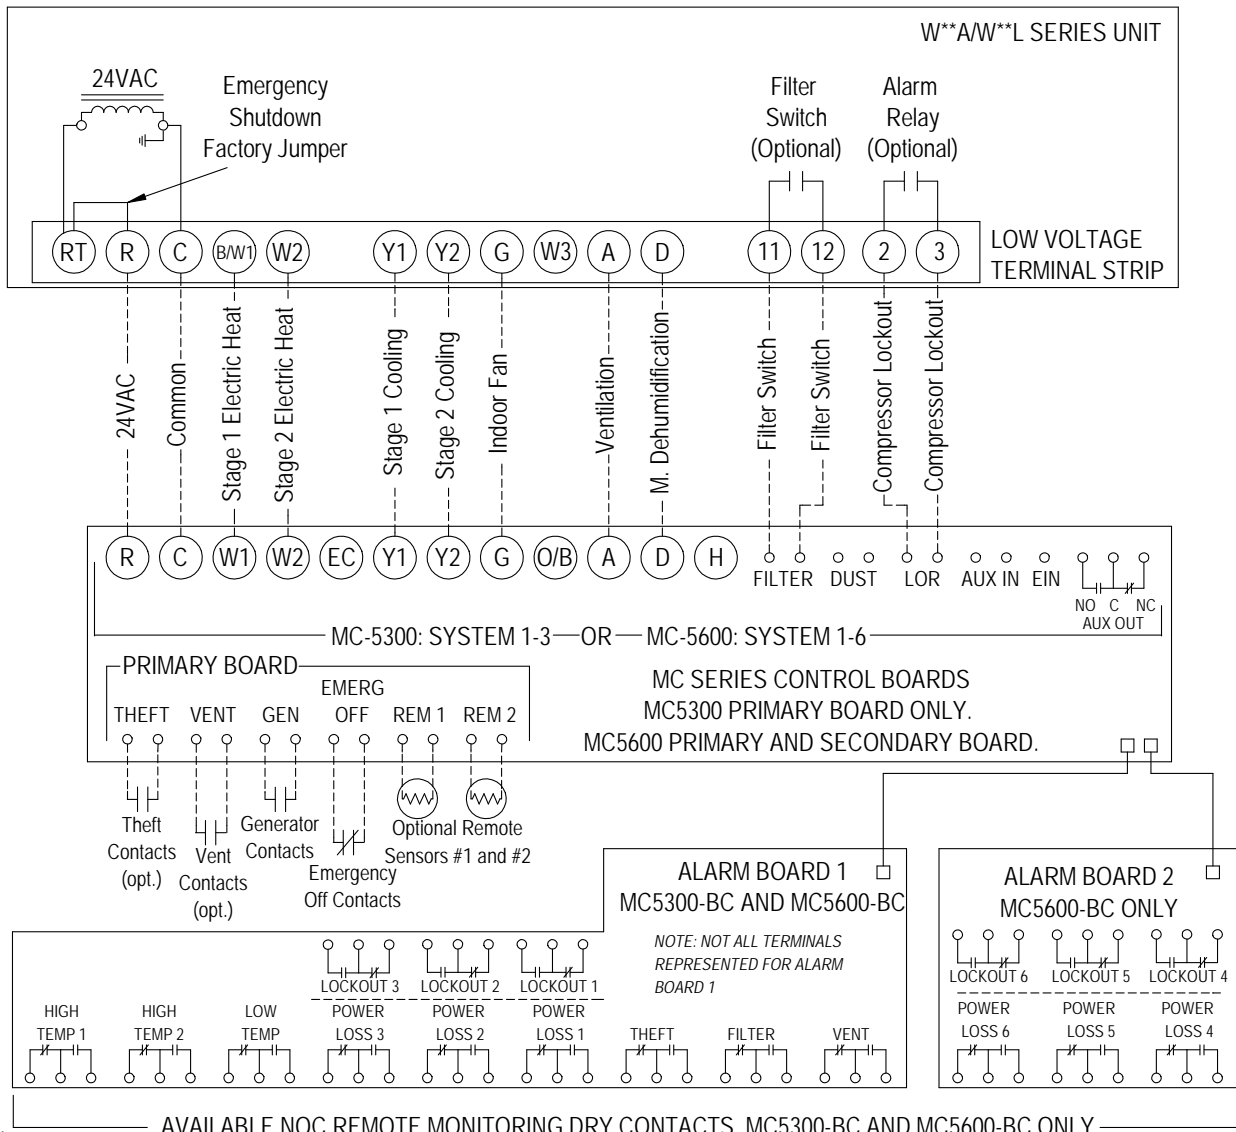 W**A/W**L SERIES UNIT
24VAC
Emergency
Shutdown
Factory Jumper
Filter
Switch
(Optional)
Alarm
Relay
(Optional)
RT R C B/W1 W2 Y1 Y2 G W3 A D 11 12 2 3
LOW VOLTAGE
TERMINAL STRIP
24VAC
Common
Stage 1 Electric Heat
Stage 2 Electric Heat
Stage 1 Cooling
Stage 2 Cooling
Indoor Fan
Ventilation
M. Dehumidification
Filter Switch
Filter Switch
Compressor Lockout
Compressor Lockout
R C W1 W2 EC Y1 Y2 G O/B A D H
FILTER DUST LOR AUX IN EIN
NO C NC
AUX OUT
MC-5300: SYSTEM 1-3 OR MC-5600: SYSTEM 1-6
PRIMARY BOARD
THEFT VENT GEN
EMERG
OFF
REM 1 REM 2
MC SERIES CONTROL BOARDS
MC5300 PRIMARY BOARD ONLY.
MC5600 PRIMARY AND SECONDARY BOARD.
Theft
Contacts
(opt.)
Vent
Contacts
(opt.)
Generator
Contacts
Emergency
Off Contacts
Optional Remote
Sensors #1 and #2
ALARM BOARD 1
MC5300-BC AND MC5600-BC
NOTE: NOT ALL TERMINALS
REPRESENTED FOR ALARM
BOARD 1
ALARM BOARD 2
MC5600-BC ONLY
LOCKOUT 3 LOCKOUT 2 LOCKOUT 1
HIGH
TEMP 1
HIGH
TEMP 2
LOW
TEMP
POWER
LOSS 3
POWER
LOSS 2
POWER
LOSS 1
THEFT FILTER VENT
LOCKOUT 6 LOCKOUT 5 LOCKOUT 4
POWER
LOSS 6
POWER
LOSS 5
POWER
LOSS 4
AVAILABLE NOC REMOTE MONITORING DRY CONTACTS MC5300-BC AND MC5600-BC ONLY